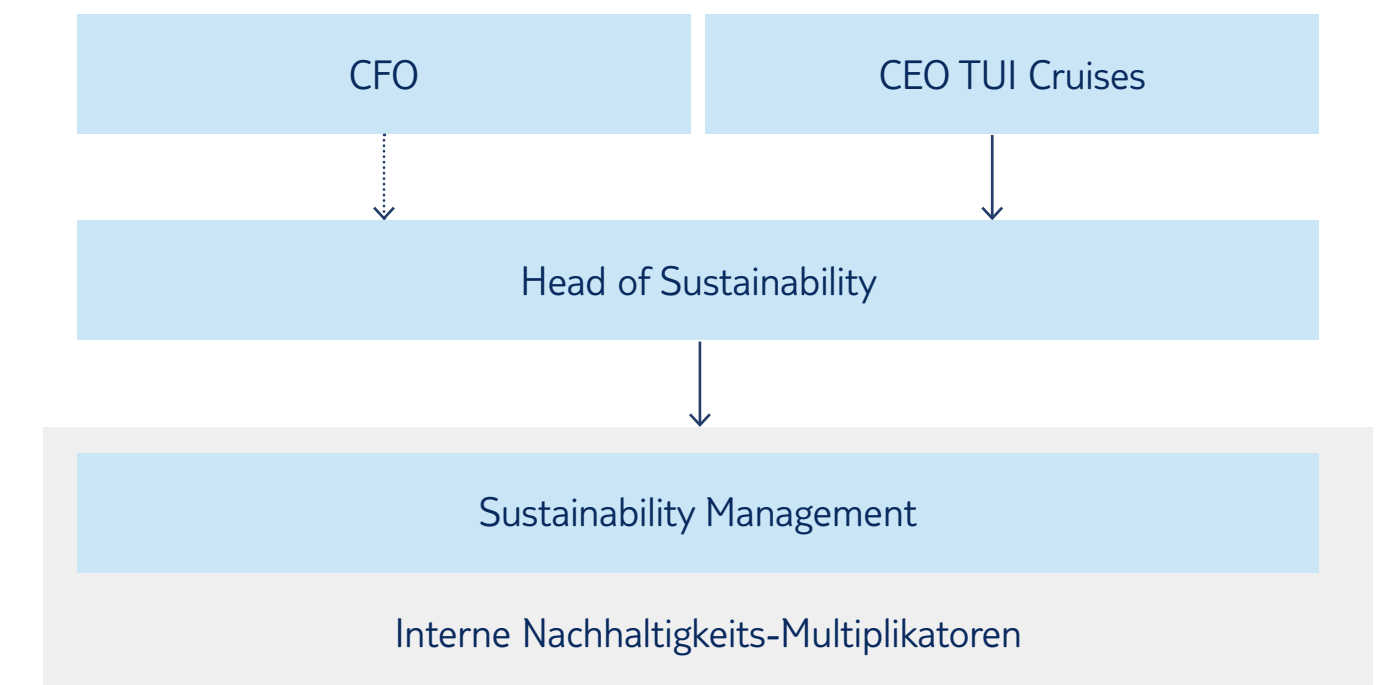 CFO
CEO TUI Cruises
Head of Sustainability
Sustainability Management
Interne Nachhaltigkeits-Multiplikatoren